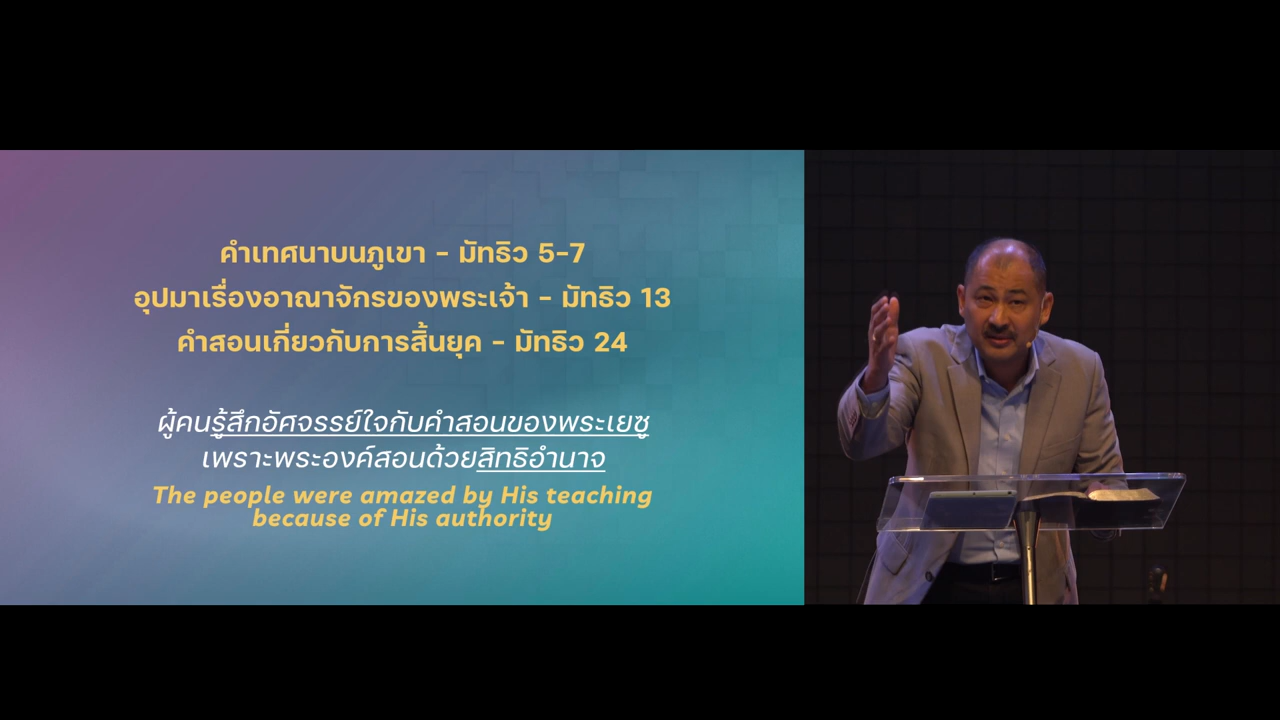 คำเทศนาบนภูเขา - มัทธิว 5-7
อุปมาเรื่องอาณาจักรของพระเจ้า - มัทธิว 13
คำสอนเกี่ยวกับการสิ้นยุค - มัทธิว 24
ผู้คนรู้สึกอัศจรรย์ใจกับคำสอนของพระเยซู
เพราะพระองค์สอนด้วยสิทธิอำนาจ
The people were amazed by His teaching
because of His authority